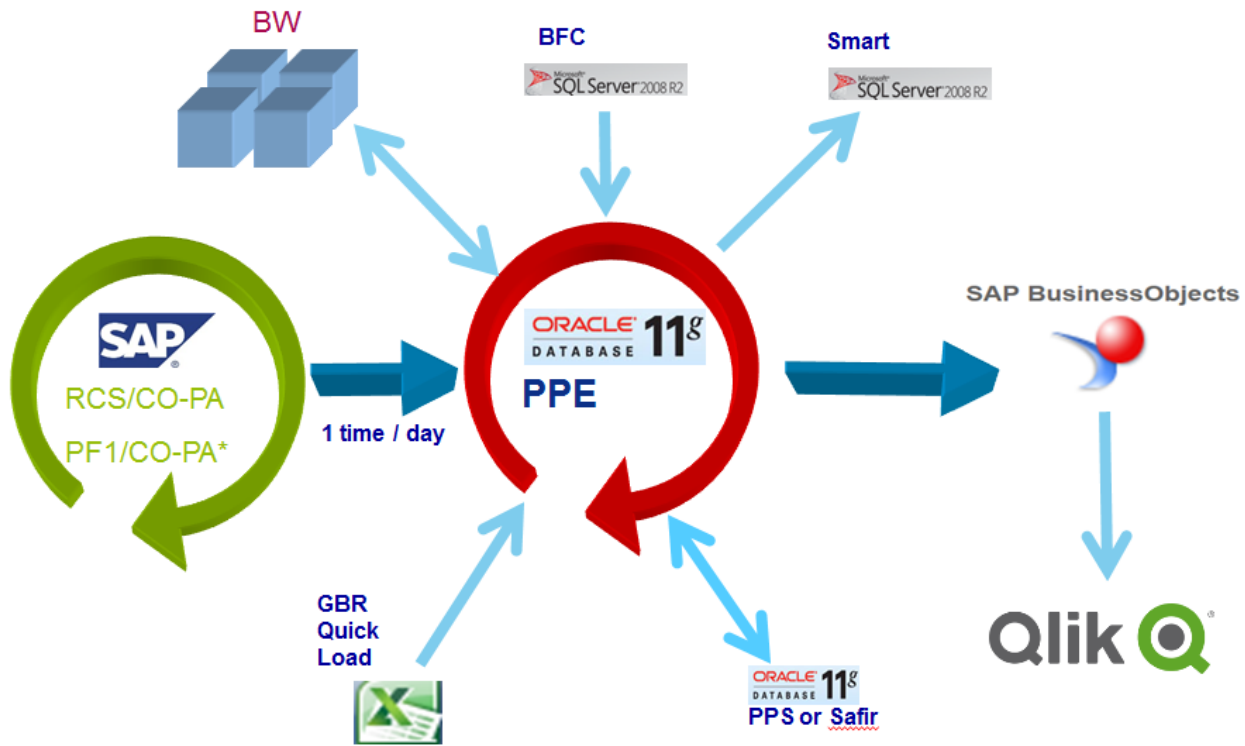 BW
BFC
Microsoft®
SQL Server® 2008 R2
Smart
Microsoft®
SQL Server® 2008 R2
SAP®
RCS/CO-PA
PF1/CO-PA*
1 time / day
ORACLE®
DATABASE 11g
PPE
SAP BusinessObjects
GBR
Quick
Load
ORACLE®
DATABASE 11g
PPS or Safir
Qlik®